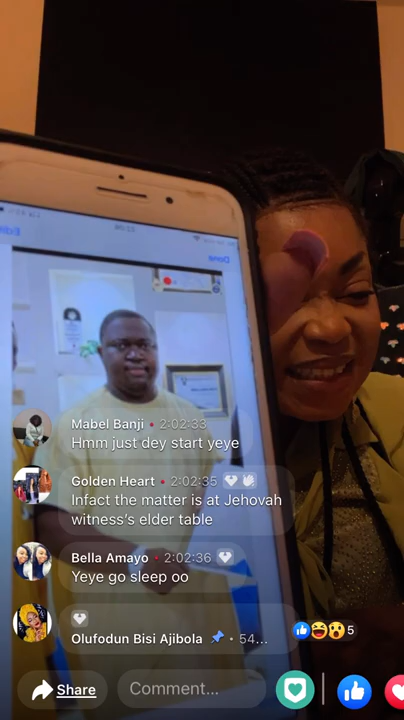 Mabel Banji • 2:02:33
Hmm just dey start yeye
Golden Heart • 2:02:35
Infact the matter is at Jehovah
witness's elder table
Bella Amayo • 2:02:36
Yeye go sleep oo
Olufodun Bisi Ajibola • 54...
5
Share
Comment...